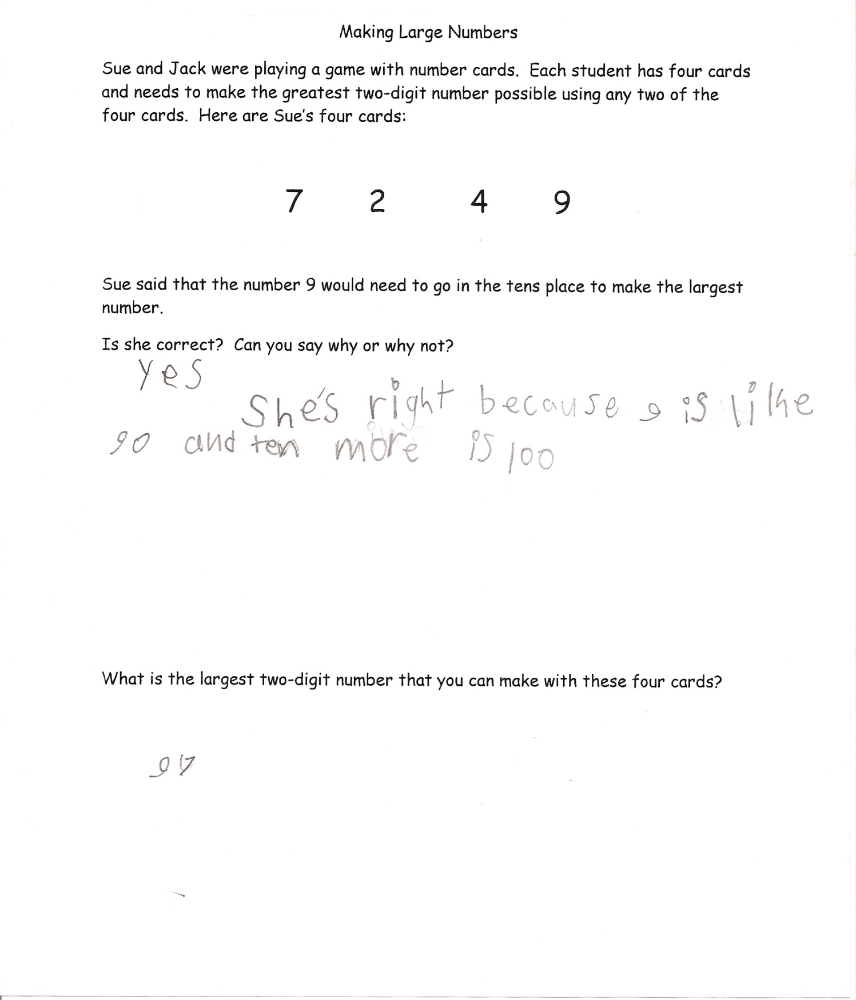 Making Large Numbers
Sue and Jack were playing a game with number cards. Each student has four cards
and needs to make the greatest two-digit number possible using any two of the
four cards. Here are Sue's four cards:
7 2 4 9
Sue said that the number 9 would need to go in the tens place to make the largest
number.
Is she correct? Can you say why or why not?
yes
She's right because 9 is like
90 and ten more is 100
What is the largest two-digit number that you can make with these four cards?
97